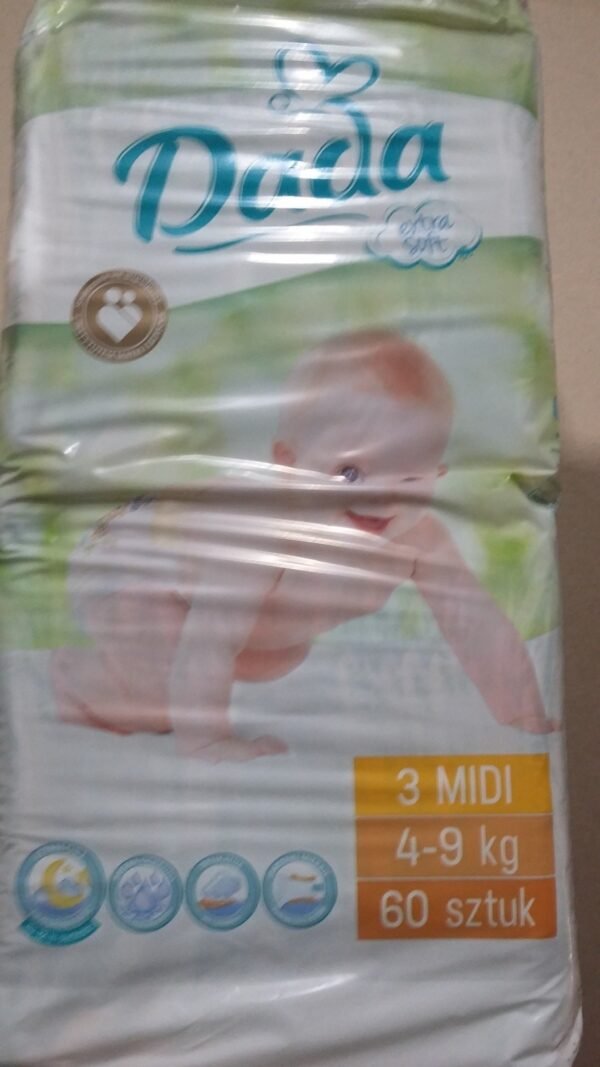 Dada
extra
soft
3 MIDI
4-9 kg
60 sztuk